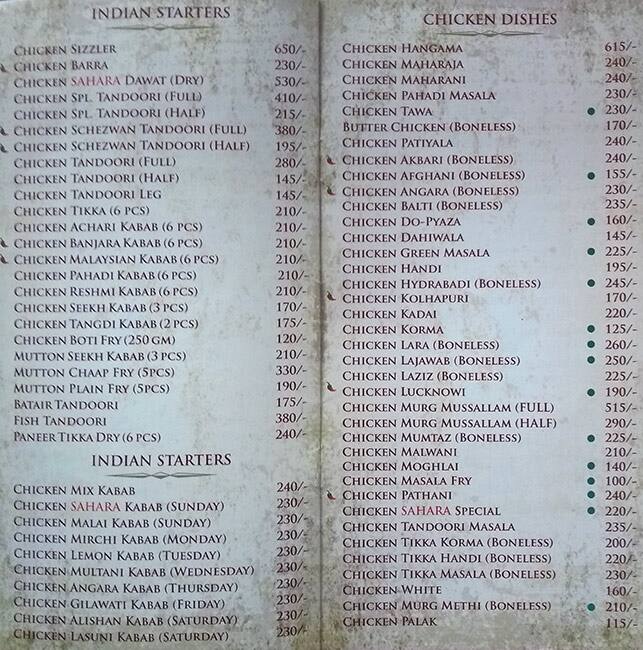 INDIAN STARTERS
CHICKEN SIZZLER 650/-
CHICKEN BARRA 230/-
CHICKEN SAHARA DAWAT (DRY) 530/-
CHICKEN SPL. TANDOORI (FULL) 410/-
CHICKEN SPL. TANDOORI (HALF) 215/-
CHICKEN SCHEZWAN TANDOORI (FULL) 380/-
CHICKEN SCHEZWAN TANDOORI (HALF) 195/-
CHICKEN TANDOORI (FULL) 280/-
CHICKEN TANDOORI (HALF) 145/-
CHICKEN TANDOORI LEG 145/-
CHICKEN TIKKA (6 PCS) 210/-
CHICKEN ACHARI KABAB (6 PCS) 210/-
CHICKEN BANJARA KABAB (6 PCS) 210/-
CHICKEN MALAYSIAN KABAB (6 PCS) 210/-
CHICKEN PAHADI KABAB (6 PCS) 210/-
CHICKEN RESHMI KABAB (6 PCS) 210/-
CHICKEN SEEKH KABAB (3 PCS) 170/-
CHICKEN TANGDI KABAB (2 PCS) 175/-
CHICKEN BOTI FRY (250 GM) 120/-
MUTTON SEEKH KABAB (3 PCS) 210/-
MUTTON CHAAP FRY (5PCS) 330/-
MUTTON PLAIN FRY (5PCS) 190/-
BATAIR TANDOORI
FISH TANDOORI 380/-
PANEER TIKKA DRY (6 PCS) 240/-
INDIAN STARTERS
CHICKEN MIX KABAB 240/-
CHICKEN SAHARA KABAB (SUNDAY) 230/-
CHICKEN MALAI KABAB (SUNDAY) 230/-
CHICKEN MIRCHI KABAB (MONDAY) 230/-
CHICKEN LEMON KABAB (TUESDAY) 230/-
CHICKEN MULTANI KABAB (WEDNESDAY) 230/-
CHICKEN ANGARA KABAB (THURSDAY) 230/-
CHICKEN GILAWATI KABAB (FRIDAY) 230/-
CHICKEN ALISHAN KABAB (SATURDAY) 230/-
CHICKEN LASUNI KABAB (SATURDAY) 230/-
CHICKEN DISHES
CHICKEN HANGAMA 615/-
CHICKEN MAHARAJA 240/-
CHICKEN MAHARANI 240/-
CHICKEN PAHADI MASALA 230/-
CHICKEN TAWA 230/-
BUTTER CHICKEN (BONELESS) 170/-
CHICKEN PATIYALA 240/-
CHICKEN AKBARI (BONELESS) 240/-
CHICKEN AFGHANI (BONELESS) 155/-
CHICKEN ANGARA (BONELESS) 230/-
CHICKEN BALTI (BONELESS) 235/-
CHICKEN DO-PYAZA 160/-
CHICKEN DAHIWALA 145/-
CHICKEN GREEN MASALA 225/-
CHICKEN HANDI 195/-
CHICKEN HYDRABADI (BONELESS) 245/-
CHICKEN KOLHAPURI 170/-
CHICKEN KADAI 220/-
CHICKEN KORMA 125/-
CHICKEN LARA (BONELESS) 260/-
CHICKEN LAJAWAB (BONELESS) 250/-
CHICKEN LAZIZ (BONELESS) 225/-
CHICKEN LUCKNOWI 190/-
CHICKEN MURG MUSSALLAM (FULL) 515/-
CHICKEN MURG MUSSALLAM (HALF) 290/-
CHICKEN MUMTAZ (BONELESS) 225/-
CHICKEN MALWANI 210/-
CHICKEN MOGHLAI 140/-
CHICKEN MASALA FRY 100/-
CHICKEN PATHANI 240/-
CHICKEN SAHARA SPECIAL 220/-
CHICKEN TANDOORI MASALA 235/-
CHICKEN TIKKA KORMA (BONELESS) 200/-
CHICKEN TIKKA HANDI (BONELESS) 220/-
CHICKEN TIKKA MASALA (BONELESS) 230/-
CHICKEN WHITE 160/-
CHICKEN MURG METHI (BONELESS) 210/-
CHICKEN PALAK 115/-